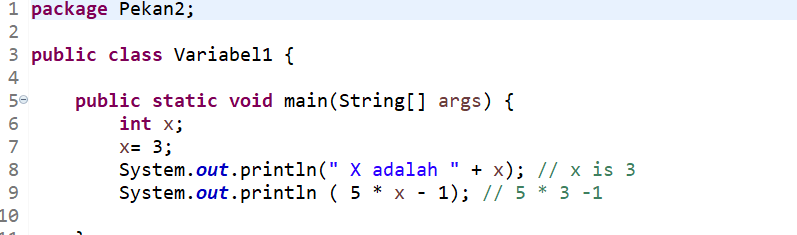 1 package Pekan2;
2
3 public class Variabel1 {
4
5 public static void main(String[] args) {
6 int x;
7 x= 3;
8 System.out.println(" X adalah " + x); // x is 3
9 System.out.println ( 5 * x - 1); // 5 * 3 -1
10